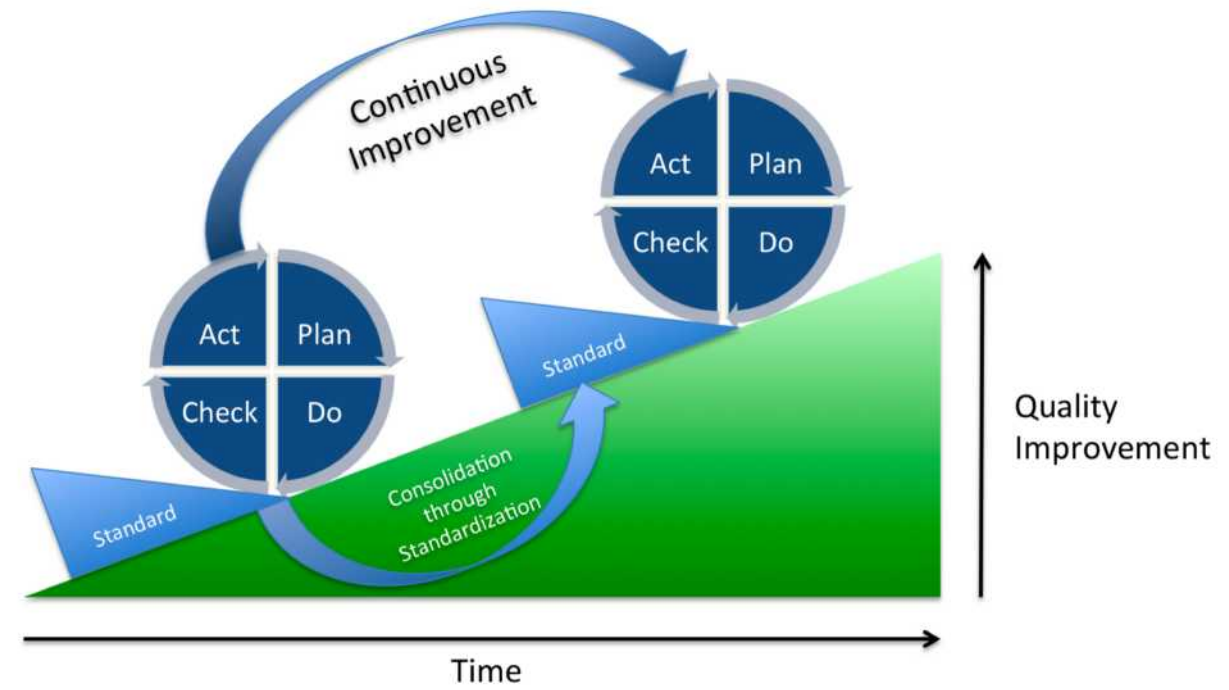 Continuous
Improvement
Act
Plan
Check
Do
Act
Plan
Check
Do
Standard
Standard
Consolidation
through
Standardization
Quality
Improvement
Time